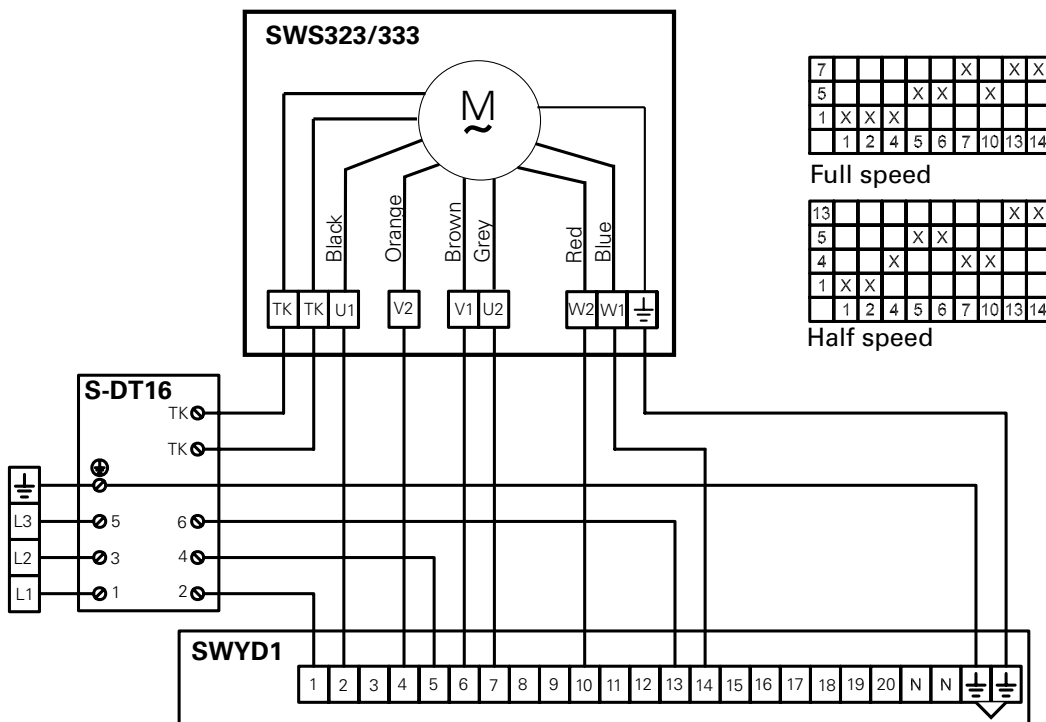 SWS323/333
M
~
Black
Orange
Brown
Grey
Red
Blue
TK TK U1 V2 V1 U2 W2 W1
7 X X X
5 X X X
1 X X X
1 2 4 5 6 7 10 13 14
Full speed
13 X X
5 X X
4 X X X
1 X X
1 2 4 5 6 7 10 13 14
Half speed
S-DT16
TK
TK
L3 5 6
L2 3 4
L1 1 2
SWYD1
1 2 3 4 5 6 7 8 9 10 11 12 13 14 15 16 17 18 19 20 N N